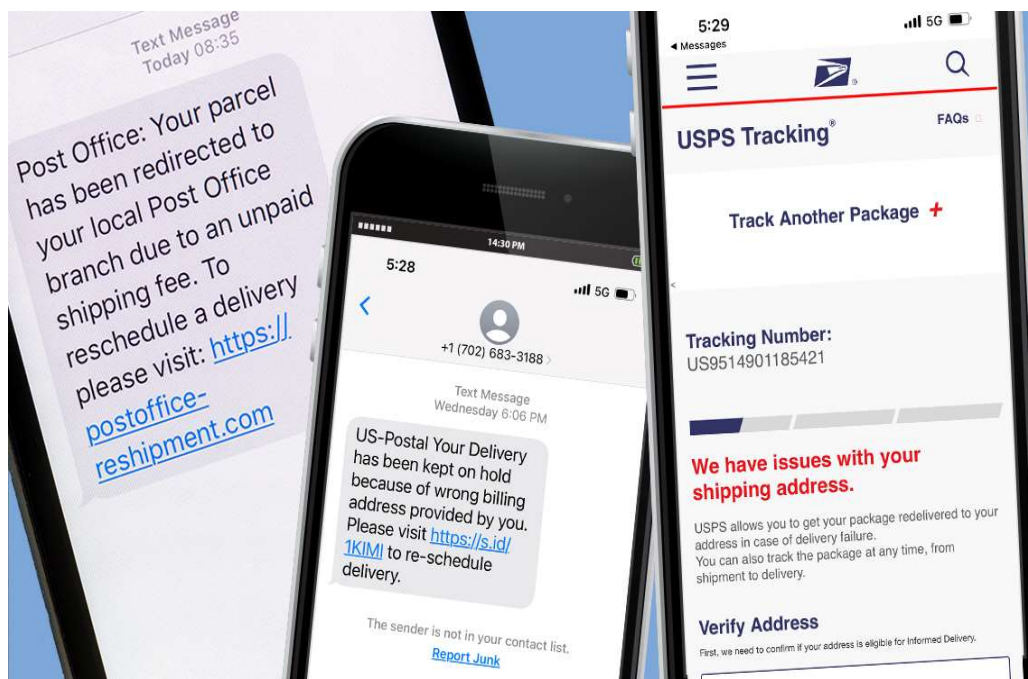 Text Message
Today 08:35
Post Office: Your parcel
has been redirected to
your local Post Office
branch due to an unpaid
shipping fee. To
reschedule a delivery
please visit: https://
postoffice-
reshipment.com
14:30 PM
5:28
5G
+1 (702) 683-3188
Text Message
Wednesday 6:06 PM
US-Postal Your Delivery
has been kept on hold
because of wrong billing
address provided by you.
Please visit https://s.id/
1KIMl to re-schedule
delivery.
The sender is not in your contact list.
Report Junk
5:29
5G
Messages
USPS Tracking®
FAQs
Track Another Package +
Tracking Number:
US9514901185421
We have issues with your
shipping address.
USPS allows you to get your package redelivered to your
address in case of delivery failure.
You can also track the package at any time, from
shipment to delivery.
Verify Address
First, we need to confirm if your address is eligible for Informed Delivery.